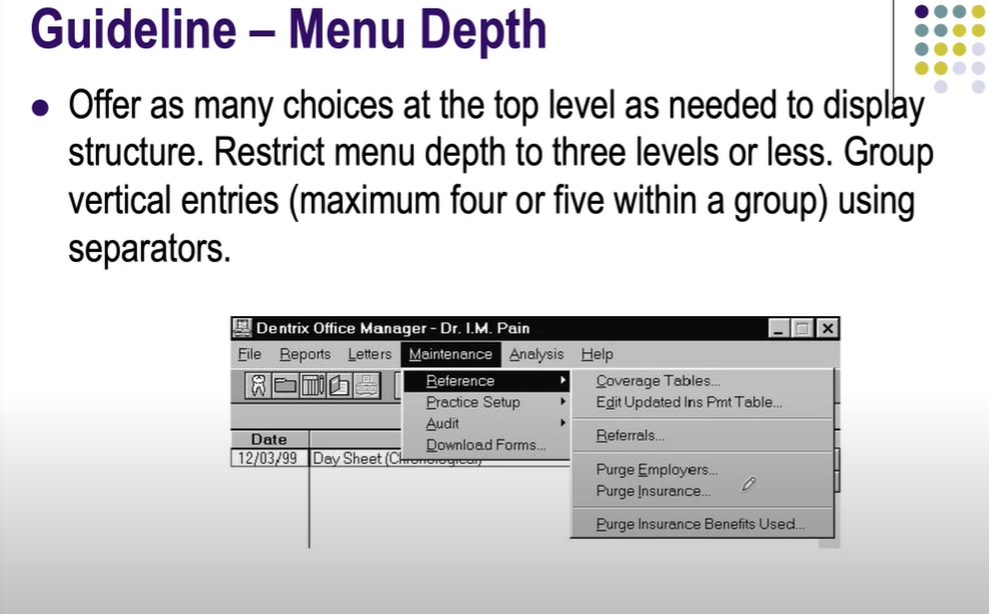 Guideline – Menu Depth
Offer as many choices at the top level as needed to display
structure. Restrict menu depth to three levels or less. Group
vertical entries (maximum four or five within a group) using
separators.
Dentrix Office Manager - Dr. I.M. Pain
File Reports Letters Maintenance Analysis Help
Reference
Practice Setup
Audit
Download Forms...
Coverage Tables...
Edit Updated Ins Pmt Table...
Referrals...
Purge Employers...
Purge Insurance...
Purge Insurance Benefits Used...
Date
12/03/99 Day Sheet (Chronological)